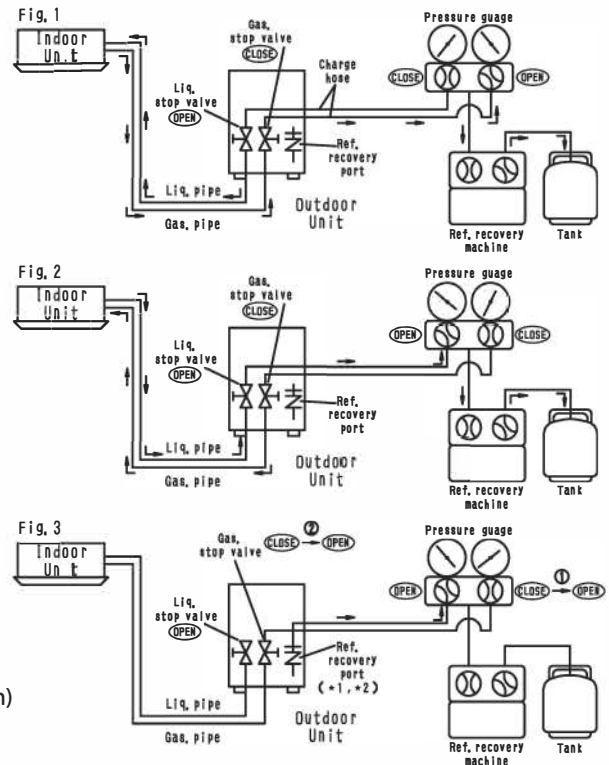 Fig. 1
Indoor
Un.t
Gas.
stop valve
CLOSE
Liq.
stop valve
OPEN
Charge
hose
Pressure guage
CLOSE
OPEN
Ref.
recovery
port
Liq. pipe
Gas. pipe
Outdoor
Unit
Ref. recovery
machine
Tank
Fig. 2
Indoor
Unit
Gas.
stop valve
CLOSE
Liq.
stop valve
OPEN
Pressure guage
OPEN
CLOSE
Ref.
recovery
port
Liq. pipe
Gas. pipe
Outdoor
Unit
Ref. recovery
machine
Tank
Fig. 3
Indoor
Unit
Gas.
stop valve
② CLOSE → OPEN
Liq.
stop valve
OPEN
Pressure guage
OPEN
① CLOSE → OPEN
Ref.
recovery
port
(*1,*2)
Liq. pipe
Gas. pipe
Outdoor
Unit
Ref. recovery
machine
Tank